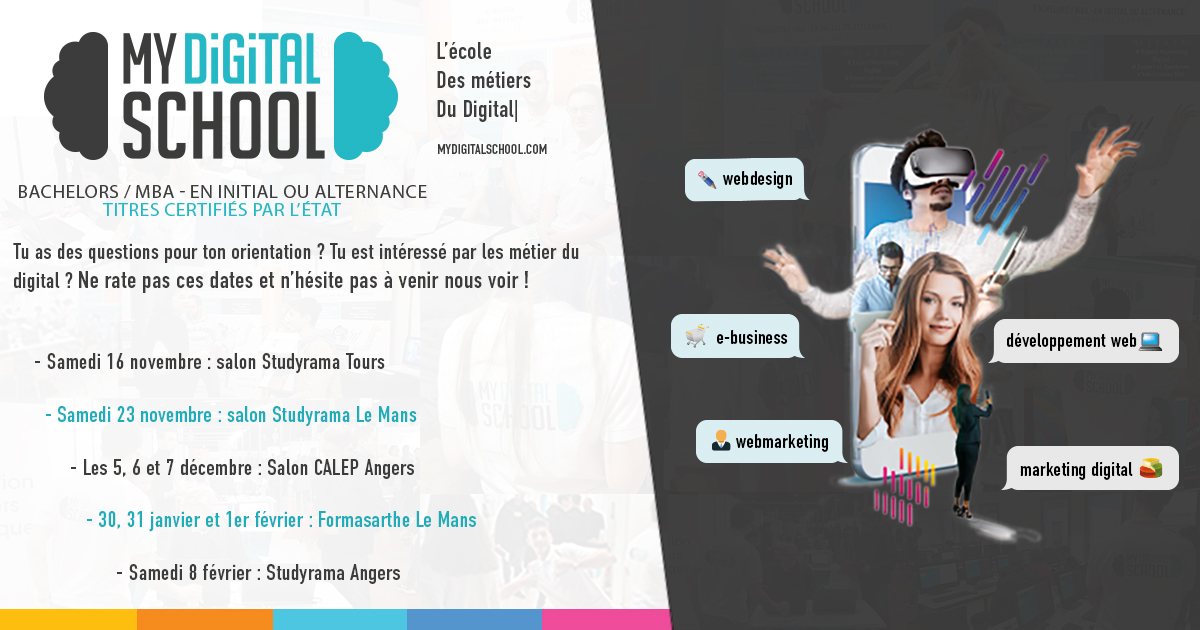 MY DiGiTAL
SCHOOL
L'école
Des métiers
Du Digital|
MYDIGITALSCHOOL.COM
BACHELORS / MBA - EN INITIAL OU ALTERNANCE
TITRES CERTIFIÉS PAR L'ÉTAT
Tu as des questions pour ton orientation ? Tu est intéressé par les métier du
digital ? Ne rate pas ces dates et n'hésite pas à venir nous voir !
- Samedi 16 novembre : salon Studyrama Tours
- Samedi 23 novembre : salon Studyrama Le Mans
- Les 5, 6 et 7 décembre : Salon CALEP Angers
- 30, 31 janvier et 1er février : Formasarthe Le Mans
- Samedi 8 février : Studyrama Angers
webdesign
e-business
développement web
webmarketing
marketing digital
MY DiGiTAL
SCHOOL